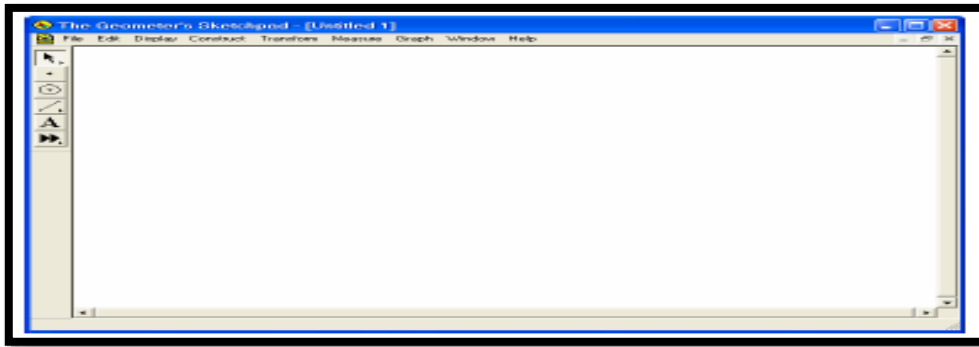 The Geometer's Sketchpad - [Untitled 1]
File Edit Display Construct Transform Measure Graph Window Help
A